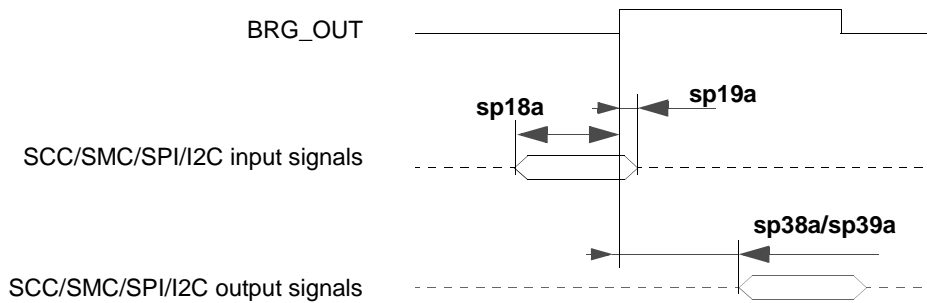 BRG_OUT
sp18a
sp19a
SCC/SMC/SPI/I2C input signals
sp38a/sp39a
SCC/SMC/SPI/I2C output signals